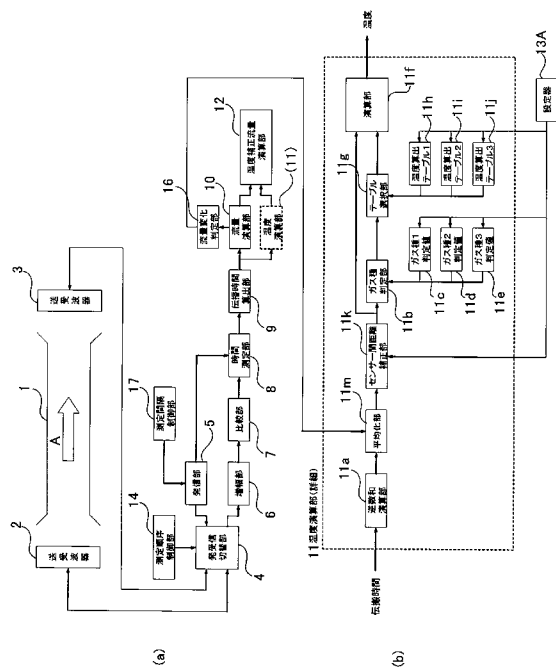 (a)
1
A
2
送受波器
3
送受波器
14
測定順序
制御部
17
測定間隔
制御部
5
発信部
発受信
切替部
4
増幅部
6
比較部
7
時間
測定部
8
伝搬時間
算出部
9
16
流量変化
判定部
10
流量
演算部
温度
演算部
(11)
12
温度補正流量
演算部
(b)
11温度演算部(詳細)
伝搬時間
11a
逆数和
演算部
11m
平均化部
11k
センサー間距離
補正部
ガス種
判定部
11b
ガス種1
判定値
11c
ガス種2
判定値
11d
ガス種3
判定値
11e
11g
テーブル
選択部
温度算出
テーブル1
11h
温度算出
テーブル2
11i
温度算出
テーブル3
11j
演算部
11f
温度
設定器
13A